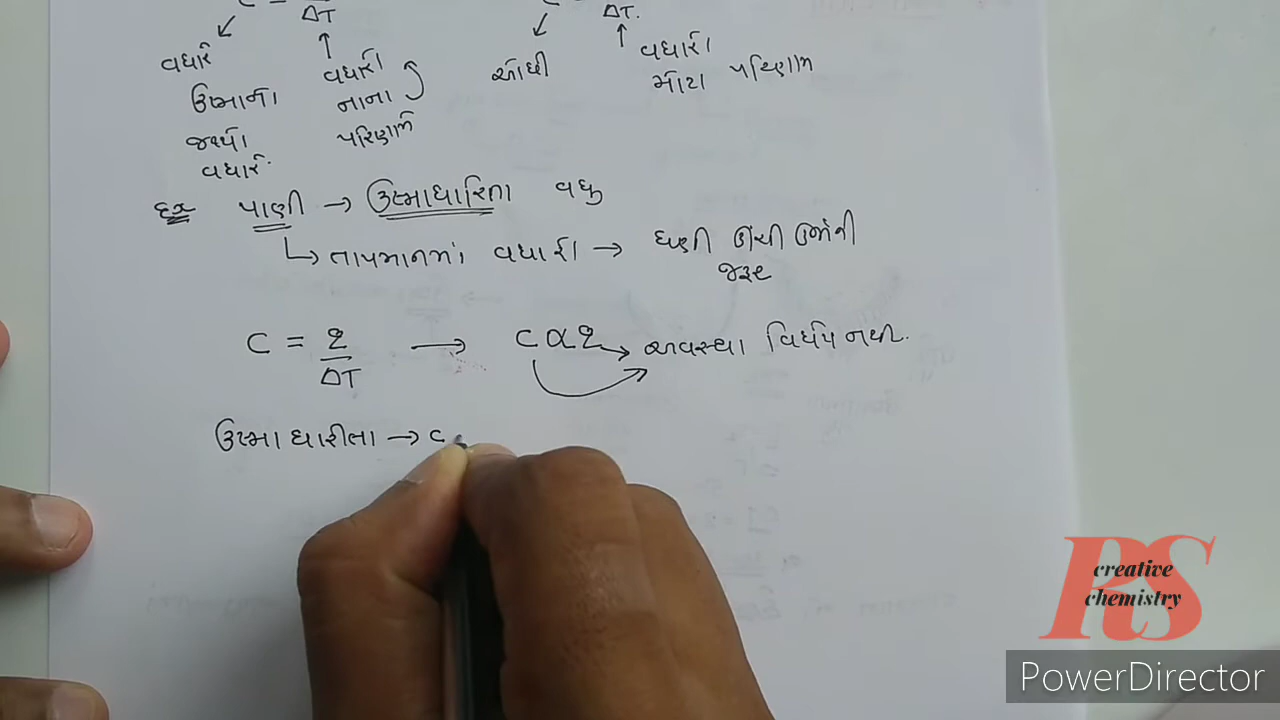 ΔT ΔT.
વધારે વધારો ઓછી વધારો
ઉષ્માનો નાના મોટા પરિણામ
જથ્થો પરિણામે
વધારે.
દા.ત પાણી → ઉષ્માધારિતા વધુ
↳ તાપમાનમાં વધારો → ઘણી ઊંચી ઊર્જાની
જરૂર
C = q/ΔT → C α q → અવસ્થા વિધેય નથી.
ઉષ્મા ધારીતા → c
RS
creative
chemistry
PowerDirector